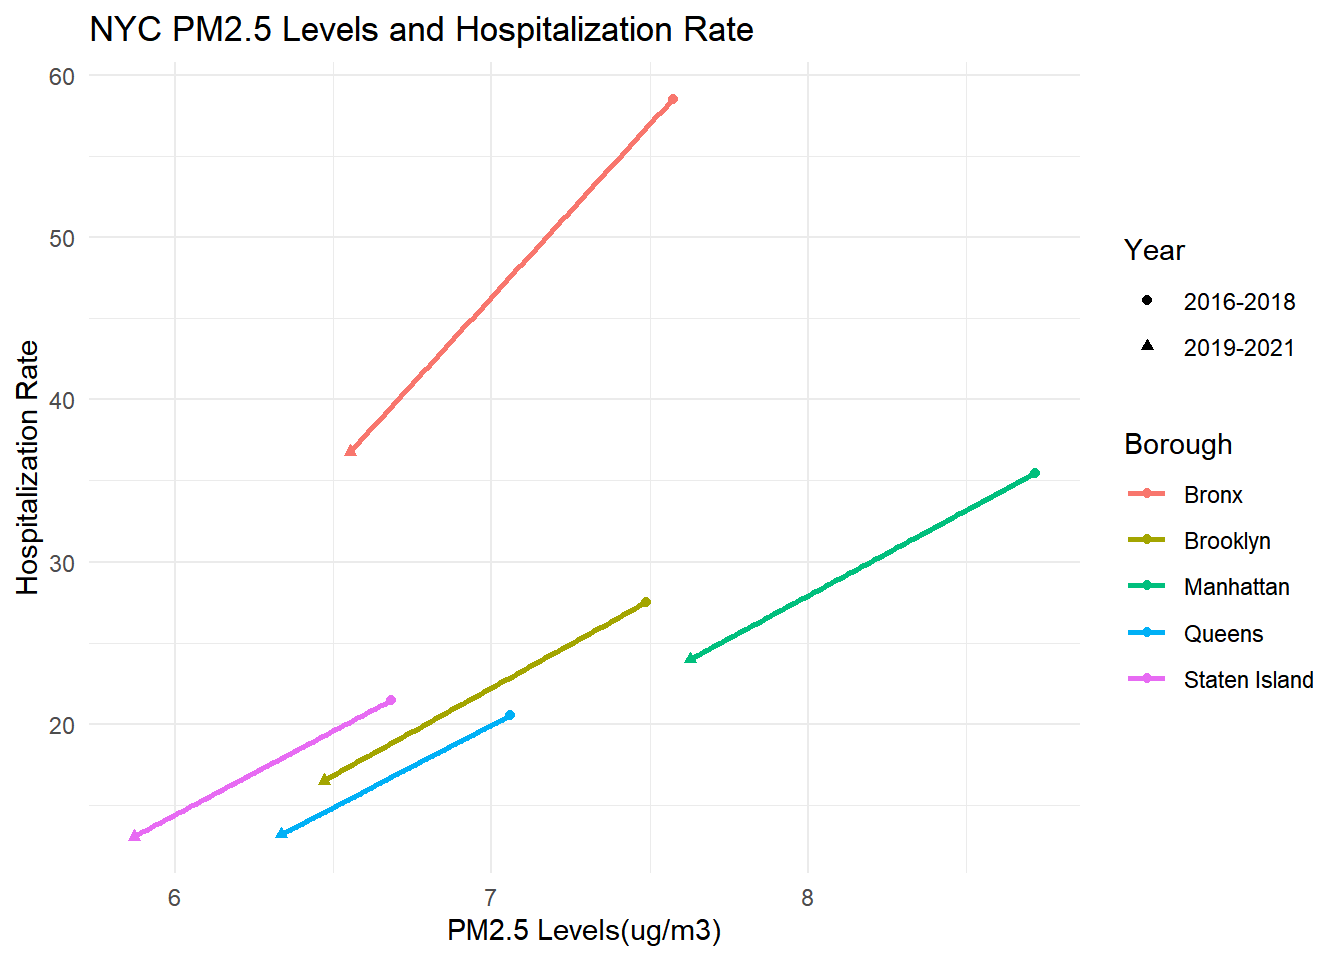 NYC PM2.5 Levels and Hospitalization Rate
60
50
40
30
20
Hospitalization Rate
6
7
8
PM2.5 Levels(ug/m3)
Year
2016-2018
2019-2021
Borough
Bronx
Brooklyn
Manhattan
Queens
Staten Island